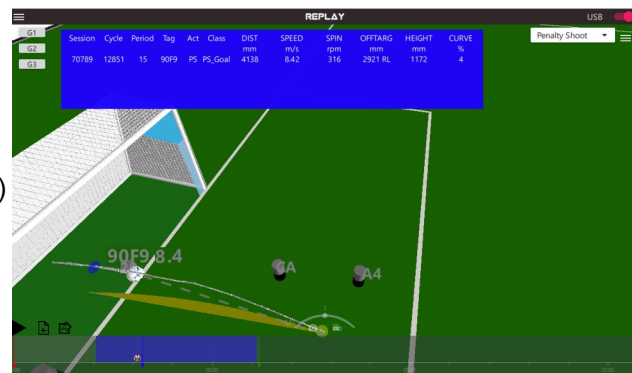 REPLAY
USB
G1
G2
G3
Penalty Shoot
Session Cycle Period Tag Act Class DIST SPEED SPIN OFFTARG HEIGHT CURVE
mm m/s rpm mm mm %
70789 12851 15 90F9 PS PS_Goal 4138 8.42 316 2921 RL 1172 4
)
90F9 8.4
A4